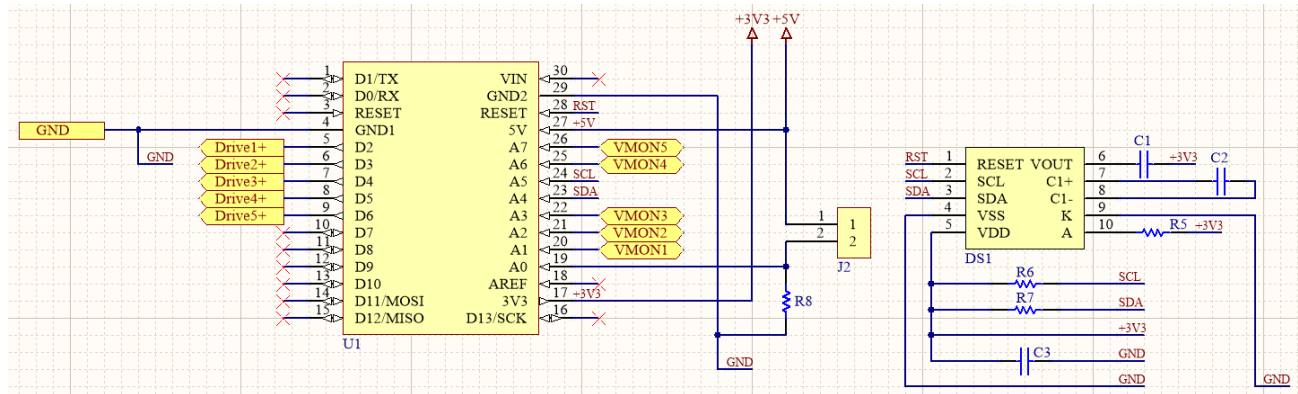 +3V3 +5V
GND
GND
1 D1/TX VIN 30
2 D0/RX GND2 29
3 RESET RESET 28 RST
4 GND1 5V 27 +5V
Drive1+ 5 D2 A7 26 VMON5
Drive2+ 6 D3 A6 25 VMON4
Drive3+ 7 D4 A5 24 SCL
Drive4+ 8 D5 A4 23 SDA
Drive5+ 9 D6 A3 22 VMON3
10 D7 A2 21 VMON2
11 D8 A1 20 VMON1
12 D9 A0 19
13 D10 AREF 18
14 D11/MOSI 3V3 17 +3V3
15 D12/MISO D13/SCK 16
U1
1 1
2 2
J2
R8
GND
C1
C2
RST 1 RESET VOUT 6 +3V3
SCL 2 SCL C1+ 7
SDA 3 SDA C1- 8
4 VSS K 9
5 VDD A 10 R5 +3V3
DS1
R6 SCL
R7 SDA
+3V3
C3 GND
GND
GND